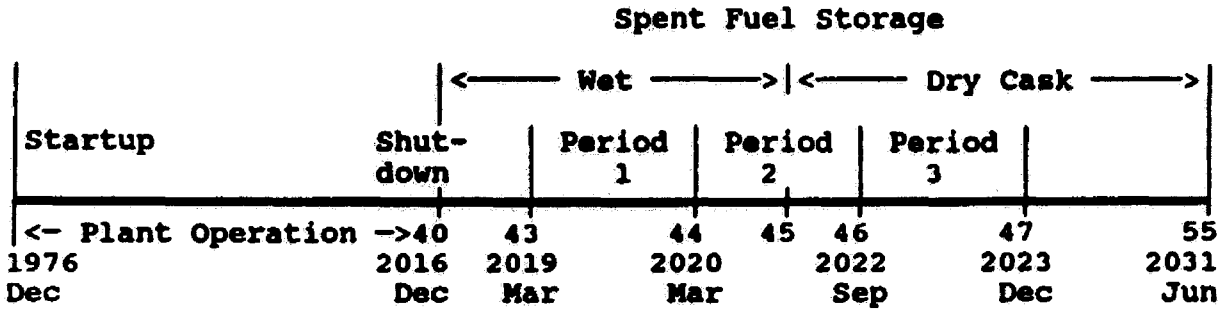 Spent Fuel Storage
<—— Wet ——>|<—— Dry Cask ——>
Startup Shut- Period Period Period
down 1 2 3
|<- Plant Operation ->40 43 44 45 46 47 55
1976 2016 2019 2020 2022 2023 2031
Dec Dec Mar Mar Sep Dec Jun